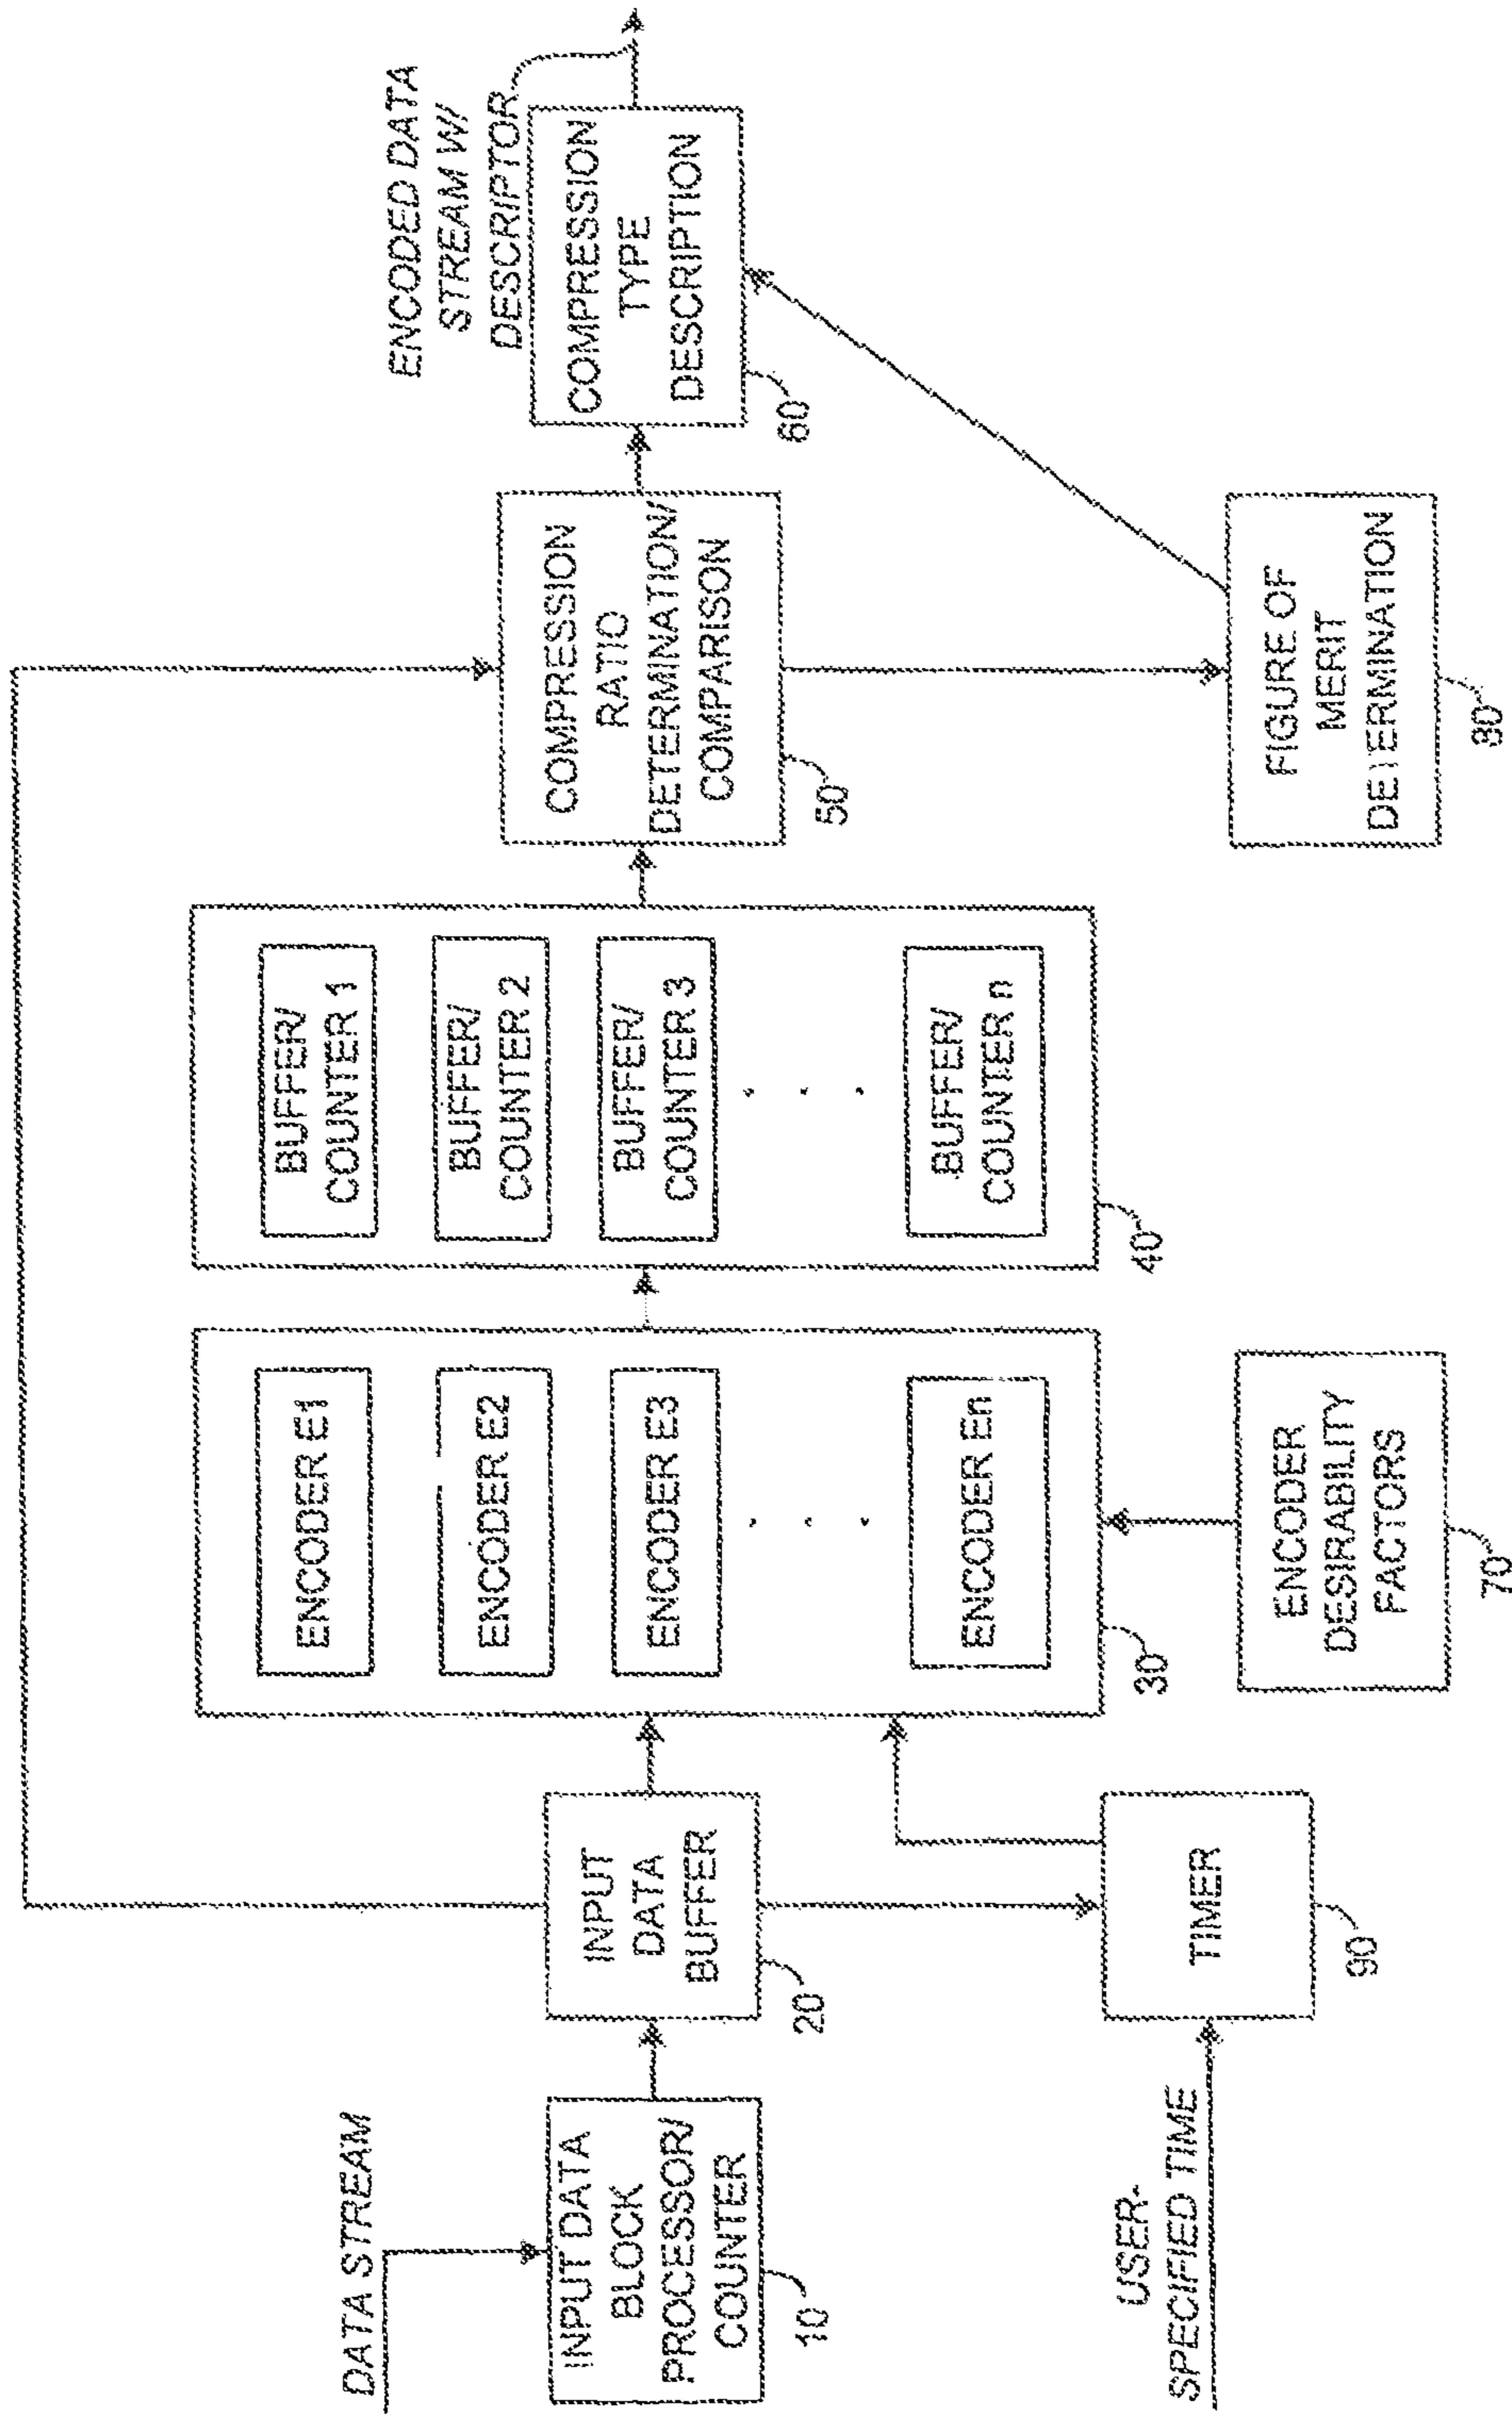 DATA STREAM
INPUT DATA
BLOCK
PROCESSOR/
COUNTER
10
INPUT
DATA
BUFFER
20
USER-
SPECIFIED TIME
TIMER
90
ENCODER E1
ENCODER E2
ENCODER E3
. . .
ENCODER En
30
ENCODER
DESIRABILITY
FACTORS
70
BUFFER/
COUNTER 1
BUFFER/
COUNTER 2
BUFFER/
COUNTER 3
. . .
BUFFER/
COUNTER n
40
COMPRESSION
RATIO
DETERMINATION/
COMPARISON
50
FIGURE OF
MERIT
DETERMINATION
80
COMPRESSION
TYPE
DESCRIPTION
60
ENCODED DATA
STREAM W/
DESCRIPTOR